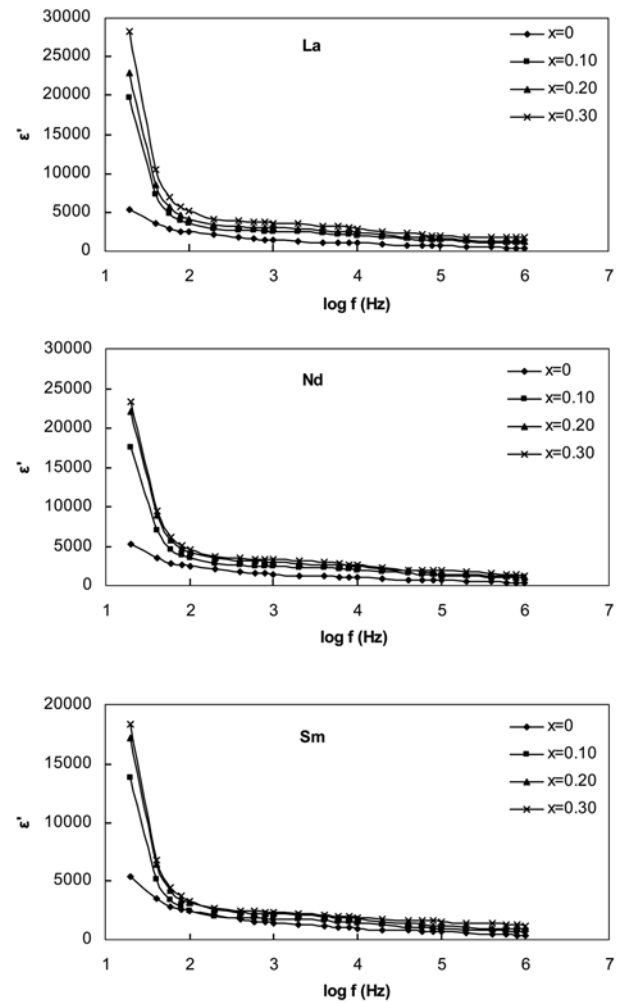 La
x=0
x=0.10
x=0.20
x=0.30
ε'
30000
25000
20000
15000
10000
5000
0
1 2 3 4 5 6 7
log f (Hz)
Nd
x=0
x=0.10
x=0.20
x=0.30
ε'
30000
25000
20000
15000
10000
5000
0
1 2 3 4 5 6 7
log f (Hz)
Sm
x=0
x=0.10
x=0.20
x=0.30
ε'
20000
15000
10000
5000
0
1 2 3 4 5 6 7
log f (Hz)